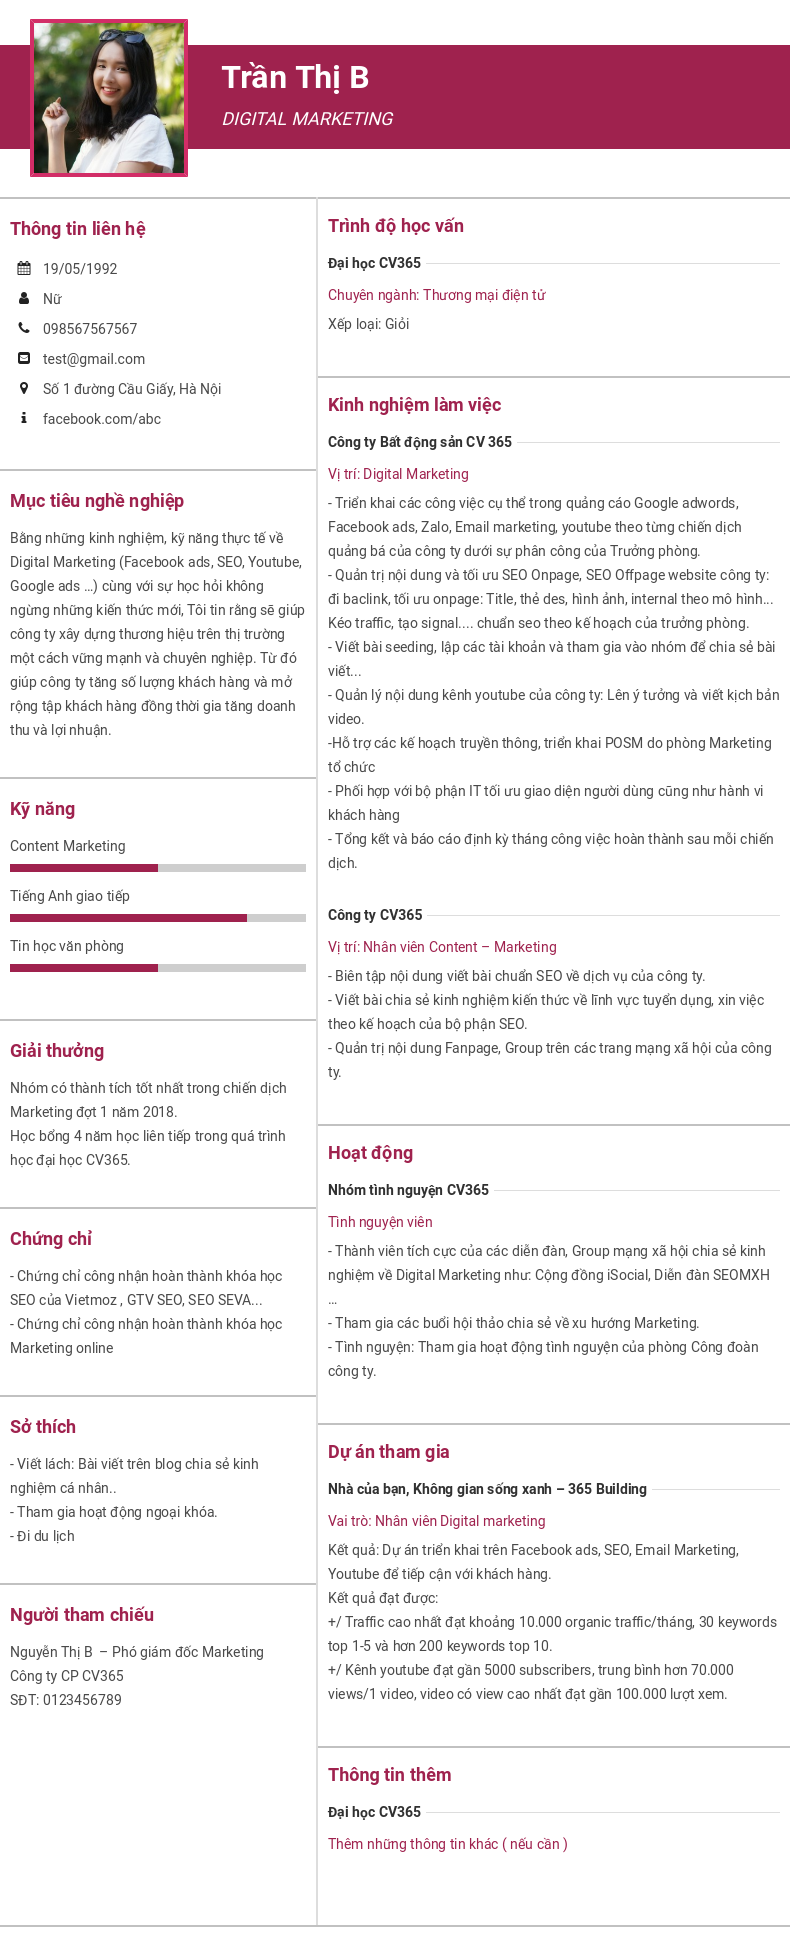 Trần Thị B
DIGITAL MARKETING
Thông tin liên hệ
19/05/1992
Nữ
098567567567
test@gmail.com
Số 1 đường Cầu Giấy, Hà Nội
facebook.com/abc
Mục tiêu nghề nghiệp
Bằng những kinh nghiệm, kỹ năng thực tế về
Digital Marketing (Facebook ads, SEO, Youtube,
Google ads ...) cùng với sự học hỏi không
ngừng những kiến thức mới, Tôi tin rằng sẽ giúp
công ty xây dựng thương hiệu trên thị trường
một cách vững mạnh và chuyên nghiệp. Từ đó
giúp công ty tăng số lượng khách hàng và mở
rộng tập khách hàng đồng thời gia tăng doanh
thu và lợi nhuận.
Kỹ năng
Content Marketing
Tiếng Anh giao tiếp
Tin học văn phòng
Giải thưởng
Nhóm có thành tích tốt nhất trong chiến dịch
Marketing đợt 1 năm 2018.
Học bổng 4 năm học liên tiếp trong quá trình
học đại học CV365.
Chứng chỉ
- Chứng chỉ công nhận hoàn thành khóa học
SEO của Vietmoz , GTV SEO, SEO SEVA...
- Chứng chỉ công nhận hoàn thành khóa học
Marketing online
Sở thích
- Viết lách: Bài viết trên blog chia sẻ kinh
nghiệm cá nhân..
- Tham gia hoạt động ngoại khóa.
- Đi du lịch
Người tham chiếu
Nguyễn Thị B – Phó giám đốc Marketing
Công ty CP CV365
SĐT: 0123456789
Trình độ học vấn
Đại học CV365
Chuyên ngành: Thương mại điện tử
Xếp loại: Giỏi
Kinh nghiệm làm việc
Công ty Bất động sản CV 365
Vị trí: Digital Marketing
- Triển khai các công việc cụ thể trong quảng cáo Google adwords,
Facebook ads, Zalo, Email marketing, youtube theo từng chiến dịch
quảng bá của công ty dưới sự phân công của Trưởng phòng.
- Quản trị nội dung và tối ưu SEO Onpage, SEO Offpage website công ty:
đi baclink, tối ưu onpage: Title, thẻ des, hình ảnh, internal theo mô hình...
Kéo traffic, tạo signal.... chuẩn seo theo kế hoạch của trưởng phòng.
- Viết bài seeding, lập các tài khoản và tham gia vào nhóm để chia sẻ bài
viết...
- Quản lý nội dung kênh youtube của công ty: Lên ý tưởng và viết kịch bản
video.
-Hỗ trợ các kế hoạch truyền thông, triển khai POSM do phòng Marketing
tổ chức
- Phối hợp với bộ phận IT tối ưu giao diện người dùng cũng như hành vi
khách hàng
- Tổng kết và báo cáo định kỳ tháng công việc hoàn thành sau mỗi chiến
dịch.
Công ty CV365
Vị trí: Nhân viên Content – Marketing
- Biên tập nội dung viết bài chuẩn SEO về dịch vụ của công ty.
- Viết bài chia sẻ kinh nghiệm kiến thức về lĩnh vực tuyển dụng, xin việc
theo kế hoạch của bộ phận SEO.
- Quản trị nội dung Fanpage, Group trên các trang mạng xã hội của công
ty.
Hoạt động
Nhóm tình nguyện CV365
Tình nguyện viên
- Thành viên tích cực của các diễn đàn, Group mạng xã hội chia sẻ kinh
nghiệm về Digital Marketing như: Cộng đồng iSocial, Diễn đàn SEOMXH
...
- Tham gia các buổi hội thảo chia sẻ về xu hướng Marketing.
- Tình nguyện: Tham gia hoạt động tình nguyện của phòng Công đoàn
công ty.
Dự án tham gia
Nhà của bạn, Không gian sống xanh – 365 Building
Vai trò: Nhân viên Digital marketing
Kết quả: Dự án triển khai trên Facebook ads, SEO, Email Marketing,
Youtube để tiếp cận với khách hàng.
Kết quả đạt được:
+/ Traffic cao nhất đạt khoảng 10.000 organic traffic/tháng, 30 keywords
top 1-5 và hơn 200 keywords top 10.
+/ Kênh youtube đạt gần 5000 subscribers, trung bình hơn 70.000
views/1 video, video có view cao nhất đạt gần 100.000 lượt xem.
Thông tin thêm
Đại học CV365
Thêm những thông tin khác ( nếu cần )